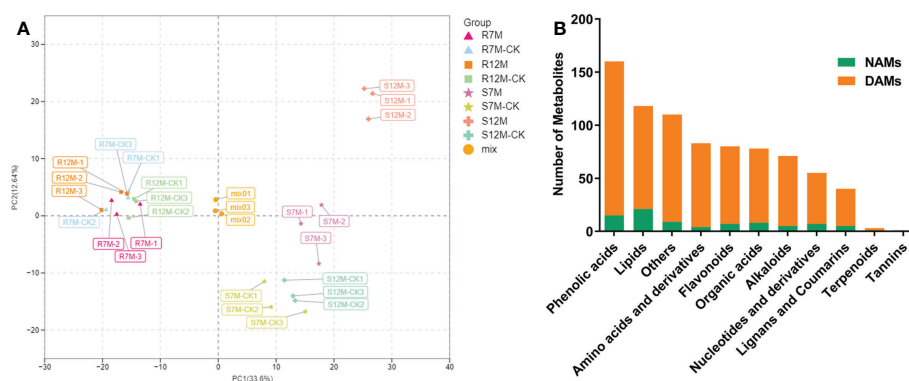 A
Group
R7M
R7M-CK
R12M
R12M-CK
S7M
S7M-CK
S12M
S12M-CK
mix
PC2(12.64%)
30
20
10
0
-10
-20
S12M-3
S12M-1
S12M-2
R7M-CK3
R7M-CK1
R12M-1
R12M-2
R12M-3
R7M-CK2
R12M-CK1
R12M-CK3
R12M-CK2
R7M-2
R7M-1
R7M-3
mix01
mix03
mix02
S7M-1
S7M-2
S7M-3
S7M-CK1
S7M-CK2
S7M-CK3
S12M-CK1
S12M-CK3
S12M-CK2
-30 -20 -10 0 10 20 30 40
PC1(33.6%)
B
Number of Metabolites
200
150
100
50
0
NAMs
DAMs
Phenolic acids
Lipids
Others
Amino acids and derivatives
Flavonoids
Organic acids
Alkaloids
Nucleotides and derivatives
Lignans and Coumarins
Terpenoids
Tannins